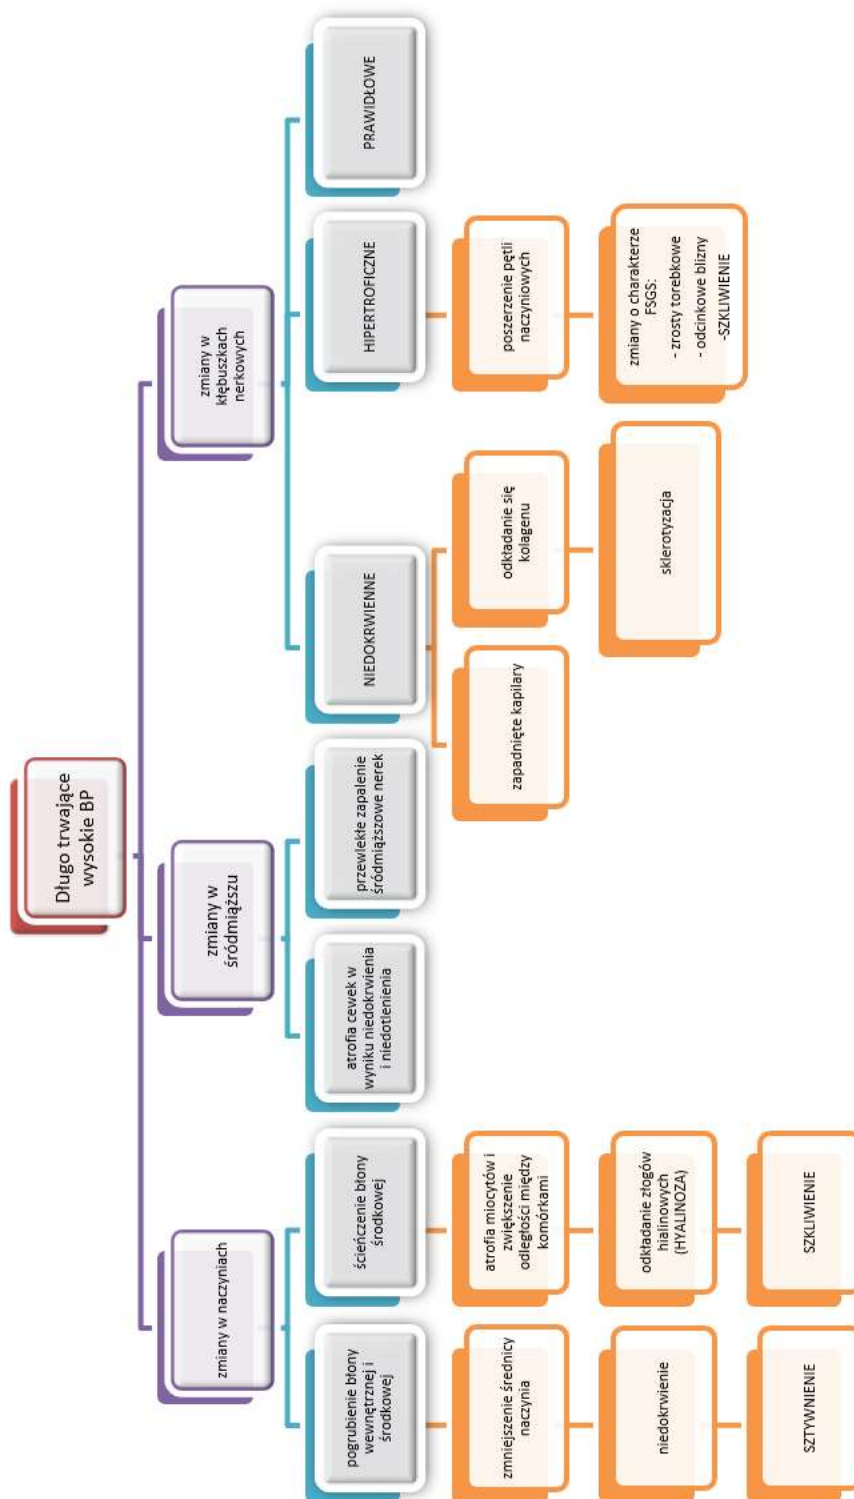 Długo trwające
wysokie BP
zmiany w naczyniach
zmiany w
śródmiąższu
zmiany w
kłębuszkach
nerkowych
pogrubienie błony
wewnętrznej i
środkowej
ścieńczenie błony
środkowej
atrofia cewek w
wyniku niedokrwienia
i niedotlenienia
przewlekłe zapalenie
śródmiąższowe nerek
NIEDOKRWIENNE
HIPERTROFICZNE
PRAWIDŁOWE
zmniejszenie średnicy
naczynia
atrofia miocytów i
zwiększenie
odległości między
komórkami
zapadnięte kapilary
odkładanie się
kolagenu
poszerzenie pętli
naczyniowych
niedokrwienie
odkładanie złogów
hialinowych
(HYALINOZA)
sklerotyzacja
zmiany o charakterze
FSGS:
- zrosty torebkowe
- odcinkowe blizny
-SZKLIWIENIE
SZTYWNIENIE
SZKLIWIENIE